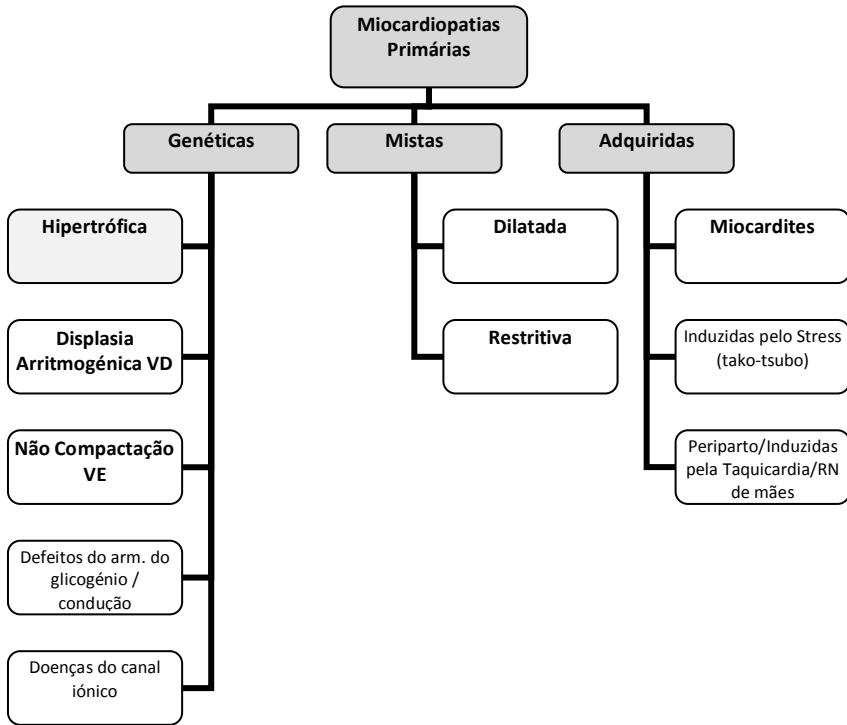 Miocardiopatias
Primárias
Genéticas
Mistas
Adquiridas
Hipertrófica
Displasia
Arritmogénica VD
Não Compactação
VE
Defeitos do arm. do
glicogénio /
condução
Doenças do canal
iónico
Dilatada
Restritiva
Miocardites
Induzidas pelo Stress
(tako-tsubo)
Periparto/Induzidas
pela Taquicardia/RN
de mães